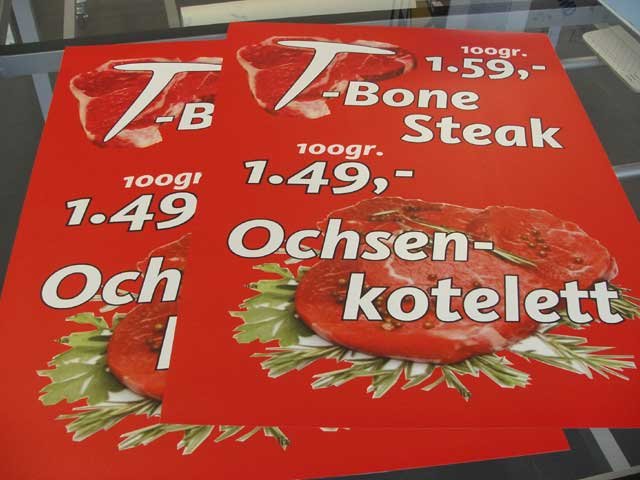 100gr.
1.59,-
T-Bone
Steak
100gr.
1.49,-
Ochsen-
kotelett
T-B
100gr
1.49
Och